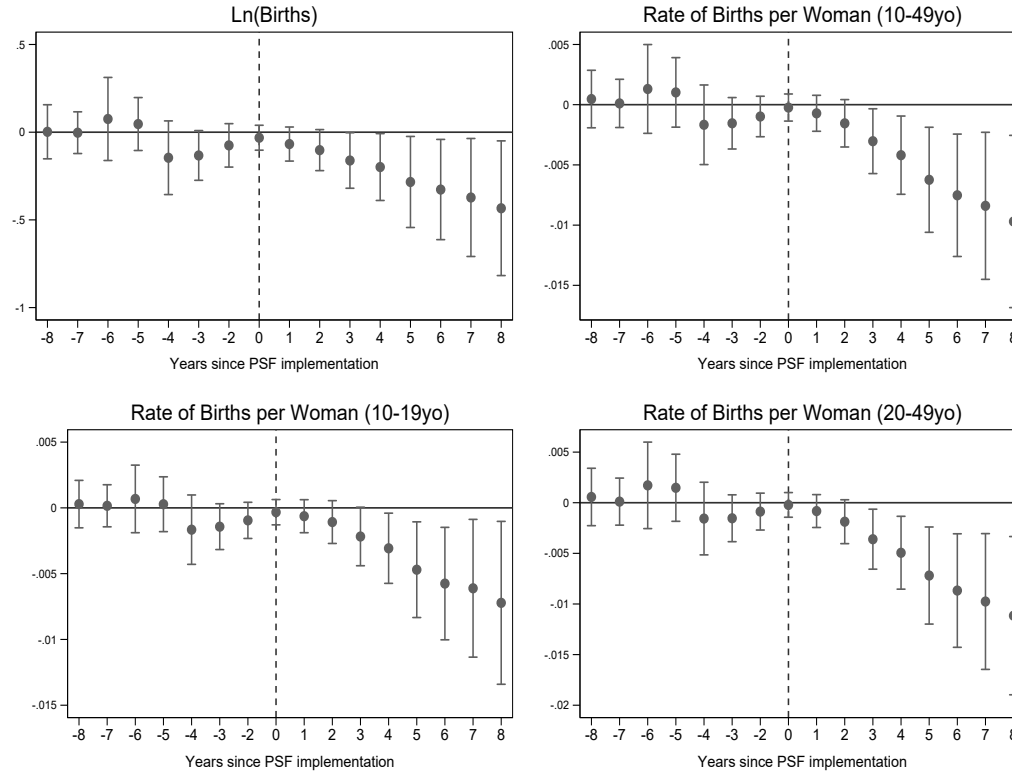 Ln(Births)
.5
0
-.5
-1
-8 -7 -6 -5 -4 -3 -2 0 1 2 3 4 5 6 7 8
Years since PSF implementation
Rate of Births per Woman (10-49yo)
.005
0
-.005
-.01
-.015
-8 -7 -6 -5 -4 -3 -2 0 1 2 3 4 5 6 7 8
Years since PSF implementation
Rate of Births per Woman (10-19yo)
.005
0
-.005
-.01
-.015
-8 -7 -6 -5 -4 -3 -2 0 1 2 3 4 5 6 7 8
Years since PSF implementation
Rate of Births per Woman (20-49yo)
.005
0
-.005
-.01
-.015
-.02
-8 -7 -6 -5 -4 -3 -2 0 1 2 3 4 5 6 7 8
Years since PSF implementation